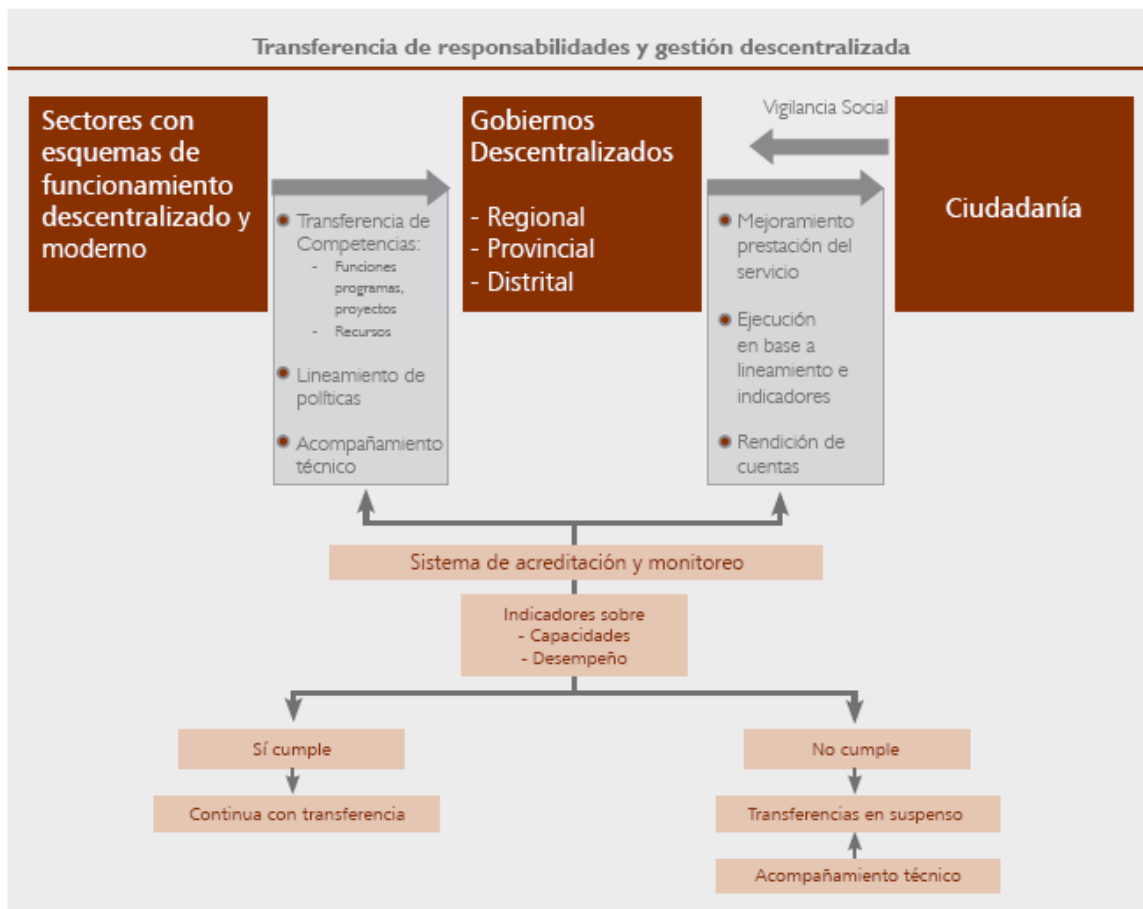 Transferencia de responsabilidades y gestión descentralizada
Sectores con
esquemas de
funcionamiento
descentralizado y
moderno
Transferencia de
Competencias:
- Funciones
programas,
proyectos
- Recursos
Lineamiento de
políticas
Acompañamiento
técnico
Gobiernos
Descentralizados
- Regional
- Provincial
- Distrital
Vigilancia Social
Mejoramiento
prestación del
servicio
Ejecución
en base a
lineamiento e
indicadores
Rendición de
cuentas
Ciudadanía
Sistema de acreditación y monitoreo
Indicadores sobre
- Capacidades
- Desempeño
Sí cumple
Continua con transferencia
No cumple
Transferencias en suspenso
Acompañamiento técnico